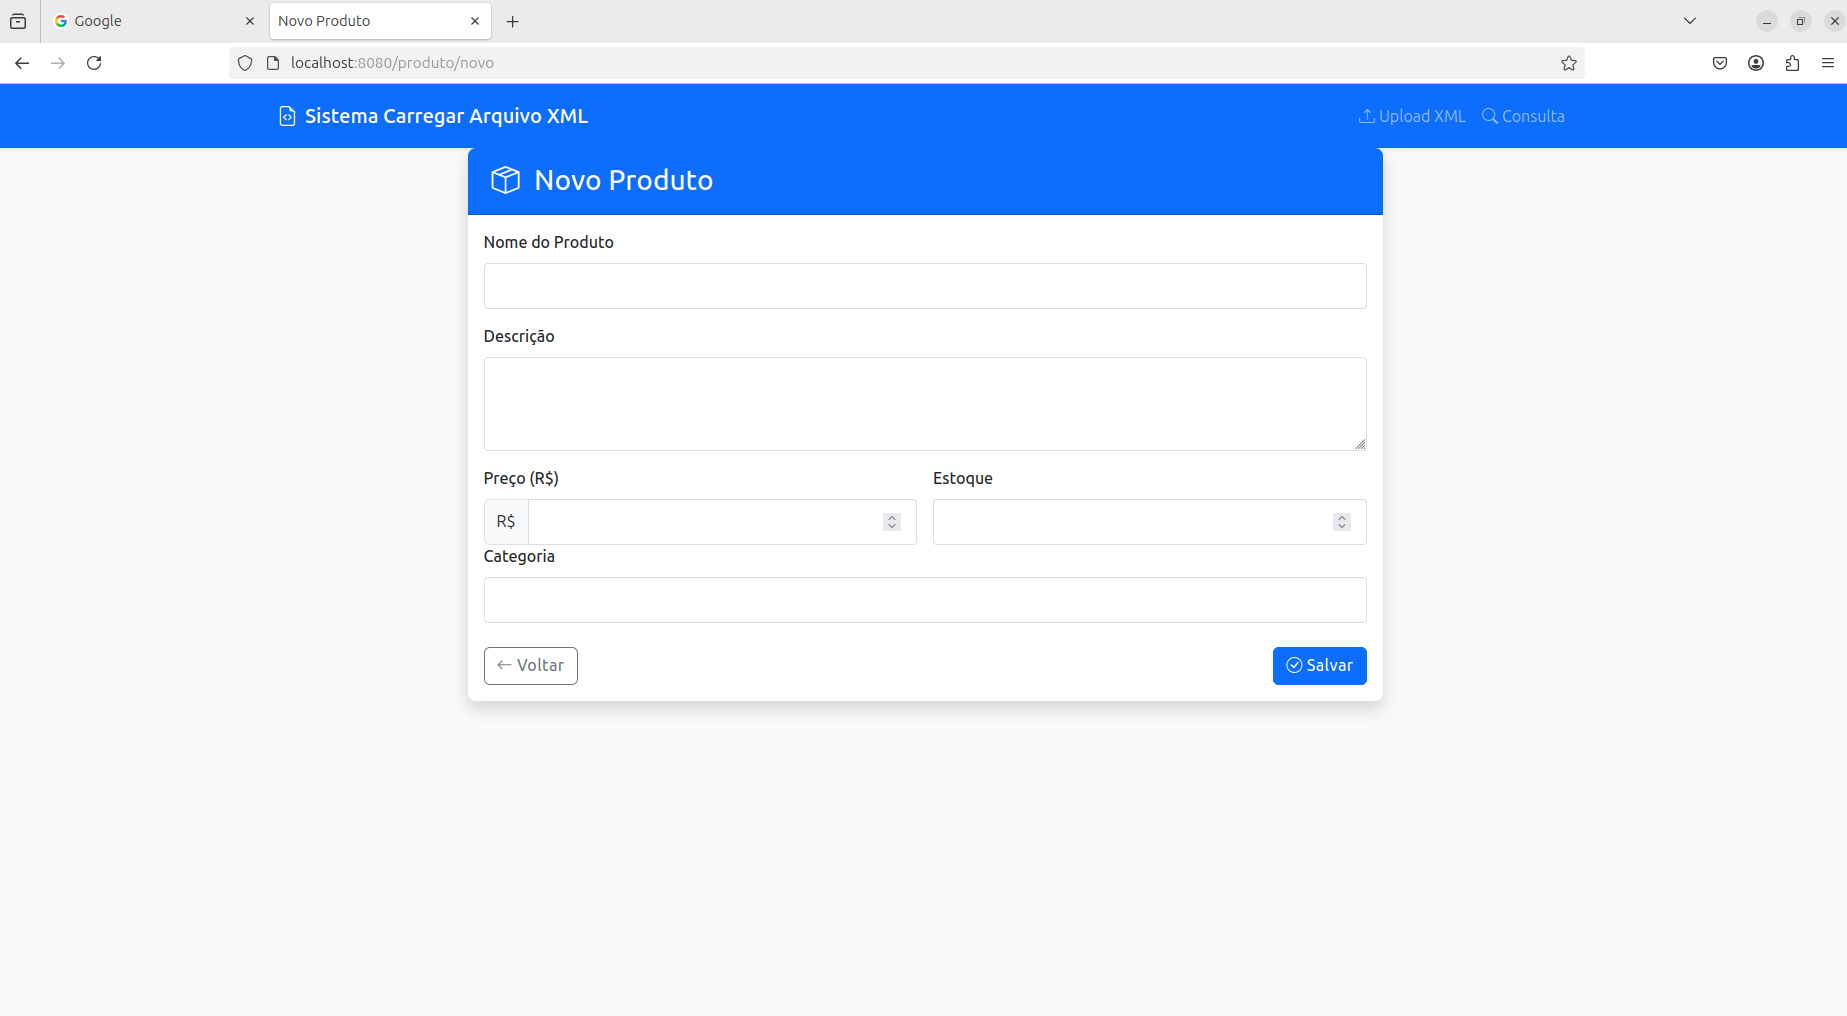 Google
Novo Produto
localhost:8080/produto/novo
Sistema Carregar Arquivo XML
Upload XML
Consulta
Novo Produto
Nome do Produto
Descrição
Preço (R$)
Estoque
R$
Categoria
Voltar
Salvar